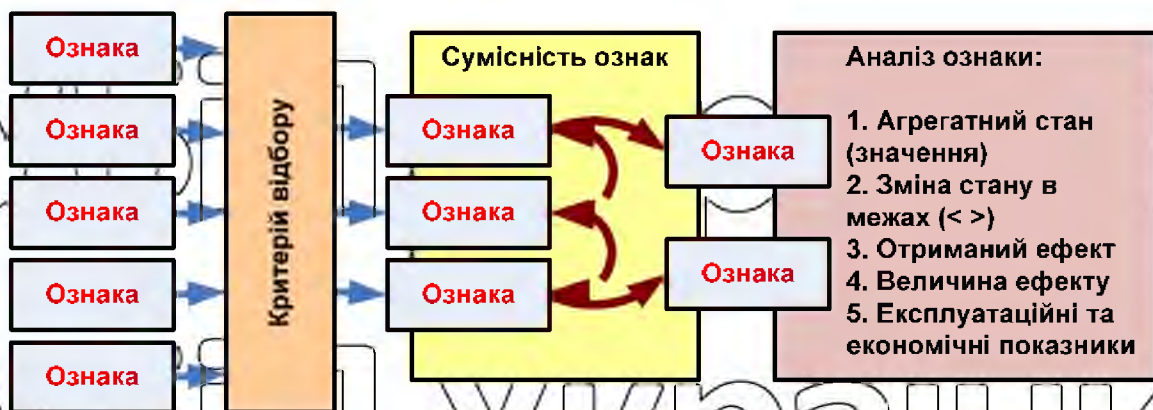 Ознака
Ознака
Ознака
Ознака
Ознака
Критерій відбору
Сумісність ознак
Ознака
Ознака
Ознака
Ознака
Ознака
Аналіз ознаки:
1. Агрегатний стан
(значення)
2. Зміна стану в
межах (< >)
3. Отриманий ефект
4. Величина ефекту
5. Експлуатаційні та
економічні показники